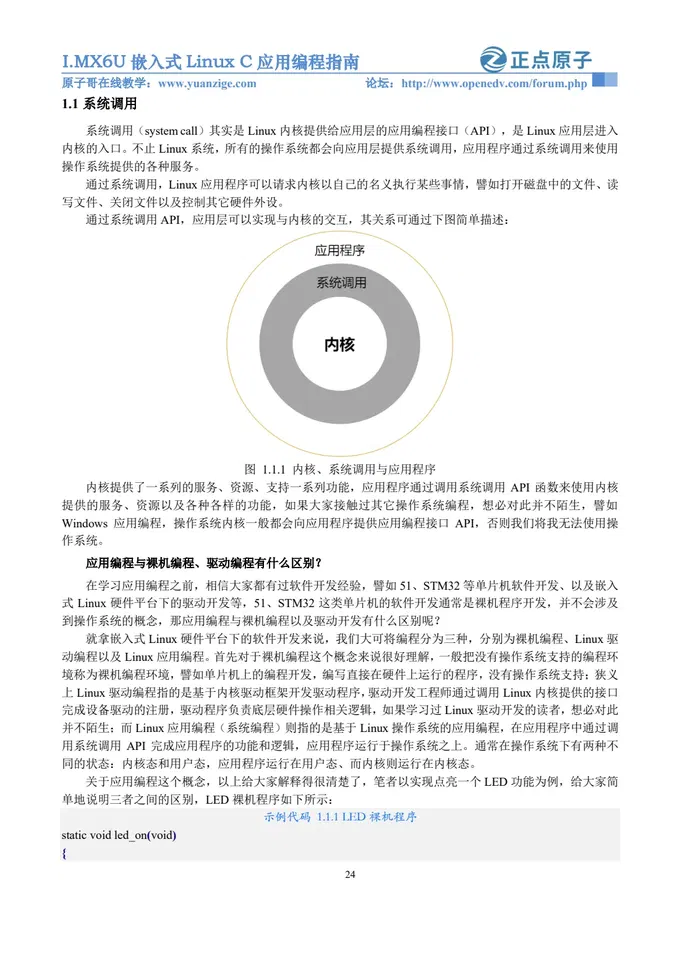 I.MX6U 嵌入式 Linux C 应用编程指南
正点原子
原子哥在线教学：www.yuanzige.com
论坛：http://www.openedv.com/forum.php
1.1 系统调用
系统调用（system call）其实是 Linux 内核提供给应用层的应用编程接口（API），是 Linux 应用层进入
内核的入口。不止 Linux 系统，所有的操作系统都会向应用层提供系统调用，应用程序通过系统调用来使用
操作系统提供的各种服务。
通过系统调用，Linux 应用程序可以请求内核以自己的名义执行某些事情，譬如打开磁盘中的文件、读
写文件、关闭文件以及控制其它硬件外设。
通过系统调用 API，应用层可以实现与内核的交互，其关系可通过下图简单描述：
应用程序
系统调用
内核
图 1.1.1 内核、系统调用与应用程序
内核提供了一系列的服务、资源、支持一系列功能，应用程序通过调用系统调用 API 函数来使用内核
提供的服务、资源以及各种各样的功能，如果大家接触过其它操作系统编程，想必对此并不陌生，譬如
Windows 应用编程，操作系统内核一般都会向应用程序提供应用编程接口 API，否则我们将我无法使用操
作系统。
应用编程与裸机编程、驱动编程有什么区别？
在学习应用编程之前，相信大家都有过软件开发经验，譬如 51、STM32 等单片机软件开发、以及嵌入
式 Linux 硬件平台下的驱动开发等，51、STM32 这类单片机的软件开发通常是裸机程序开发，并不会涉及
到操作系统的概念，那应用编程与裸机编程以及驱动开发有什么区别呢？
就拿嵌入式 Linux 硬件平台下的软件开发来说，我们大可将编程分为三种，分别为裸机编程、Linux 驱
动编程以及 Linux 应用编程。首先对于裸机编程这个概念来说很好理解，一般把没有操作系统支持的编程环
境称为裸机编程环境，譬如单片机上的编程开发，编写直接在硬件上运行的程序，没有操作系统支持；狭义
上 Linux 驱动编程指的是基于内核驱动框架开发驱动程序，驱动开发工程师通过调用 Linux 内核提供的接口
完成设备驱动的注册，驱动程序负责底层硬件操作相关逻辑，如果学习过 Linux 驱动开发的读者，想必对此
并不陌生；而 Linux 应用编程（系统编程）则指的是基于 Linux 操作系统的应用编程，在应用程序中通过调
用系统调用 API 完成应用程序的功能和逻辑，应用程序运行于操作系统之上。通常在操作系统下有两种不
同的状态：内核态和用户态，应用程序运行在用户态、而内核则运行在内核态。
关于应用编程这个概念，以上给大家解释得很清楚了，笔者以实现点亮一个 LED 功能为例，给大家简
单地说明三者之间的区别，LED 裸机程序如下所示：
示例代码 1.1.1 LED 裸机程序
static void led_on(void)
{
24